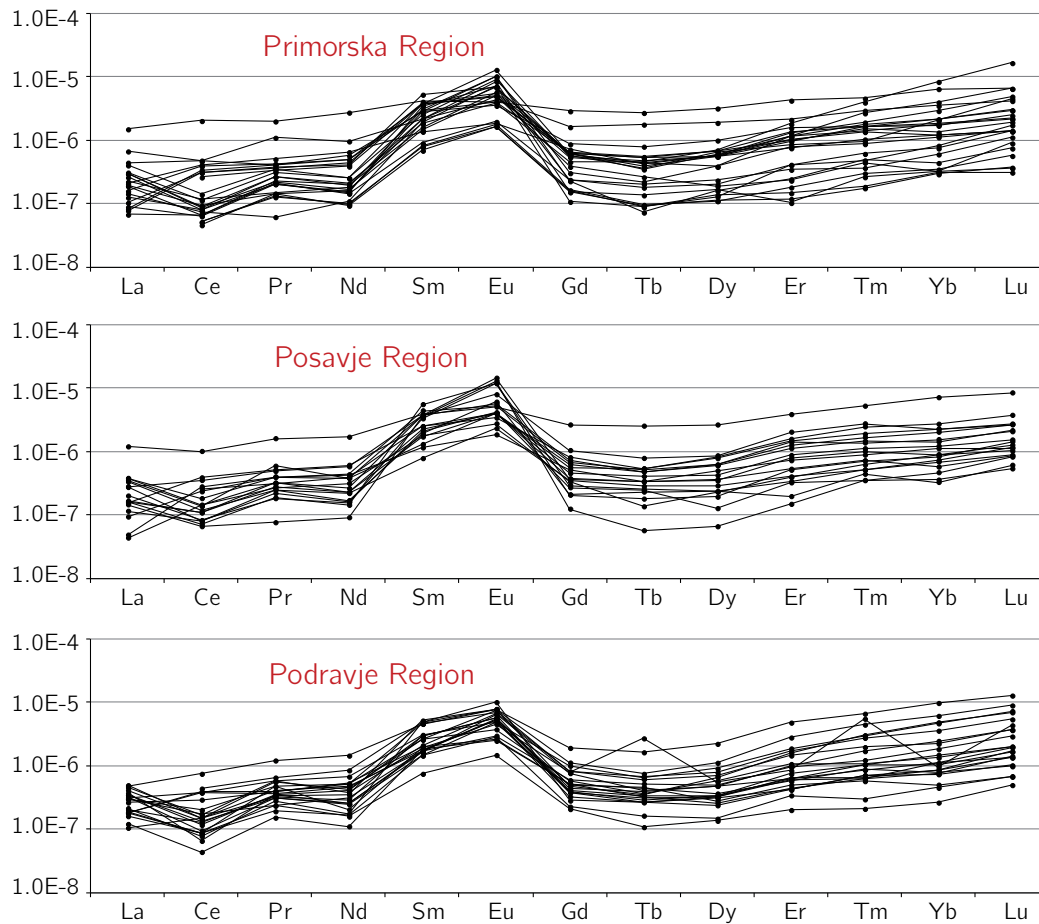 1.0E-4
Primorska Region
1.0E-5
1.0E-6
1.0E-7
1.0E-8
La Ce Pr Nd Sm Eu Gd Tb Dy Er Tm Yb Lu
1.0E-4
Posavje Region
1.0E-5
1.0E-6
1.0E-7
1.0E-8
La Ce Pr Nd Sm Eu Gd Tb Dy Er Tm Yb Lu
1.0E-4
Podravje Region
1.0E-5
1.0E-6
1.0E-7
1.0E-8
La Ce Pr Nd Sm Eu Gd Tb Dy Er Tm Yb Lu